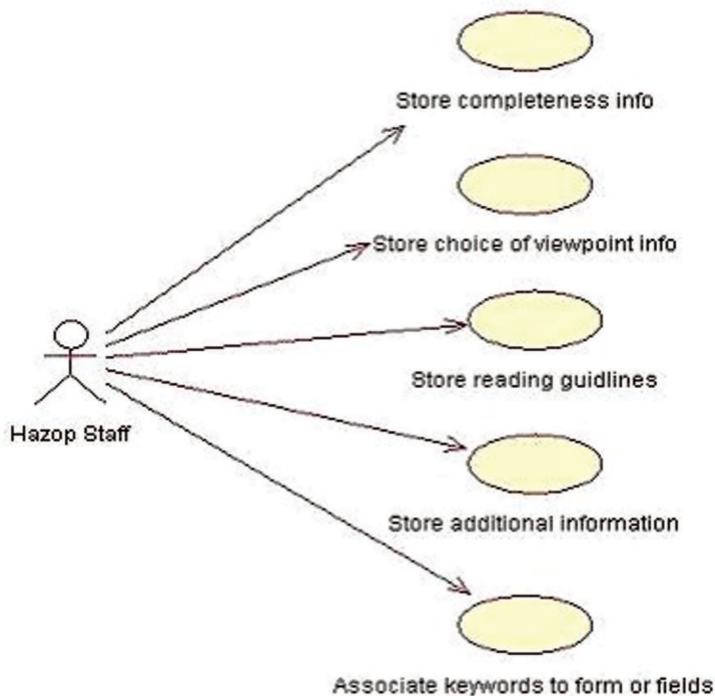 Store completeness info
Store choice of viewpoint info
Store reading guidlines
Hazop Staff
Store additional information
Associate keywords to form or fields